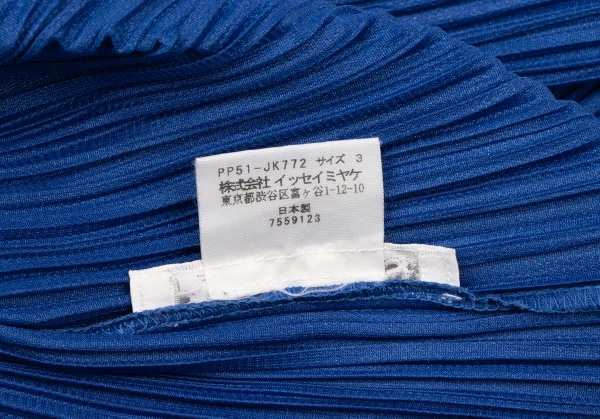 PP51-JK772 サイズ 3
株式会社 イッセイミヤケ
東京都渋谷区富ヶ谷1-12-10
日本製
7559123